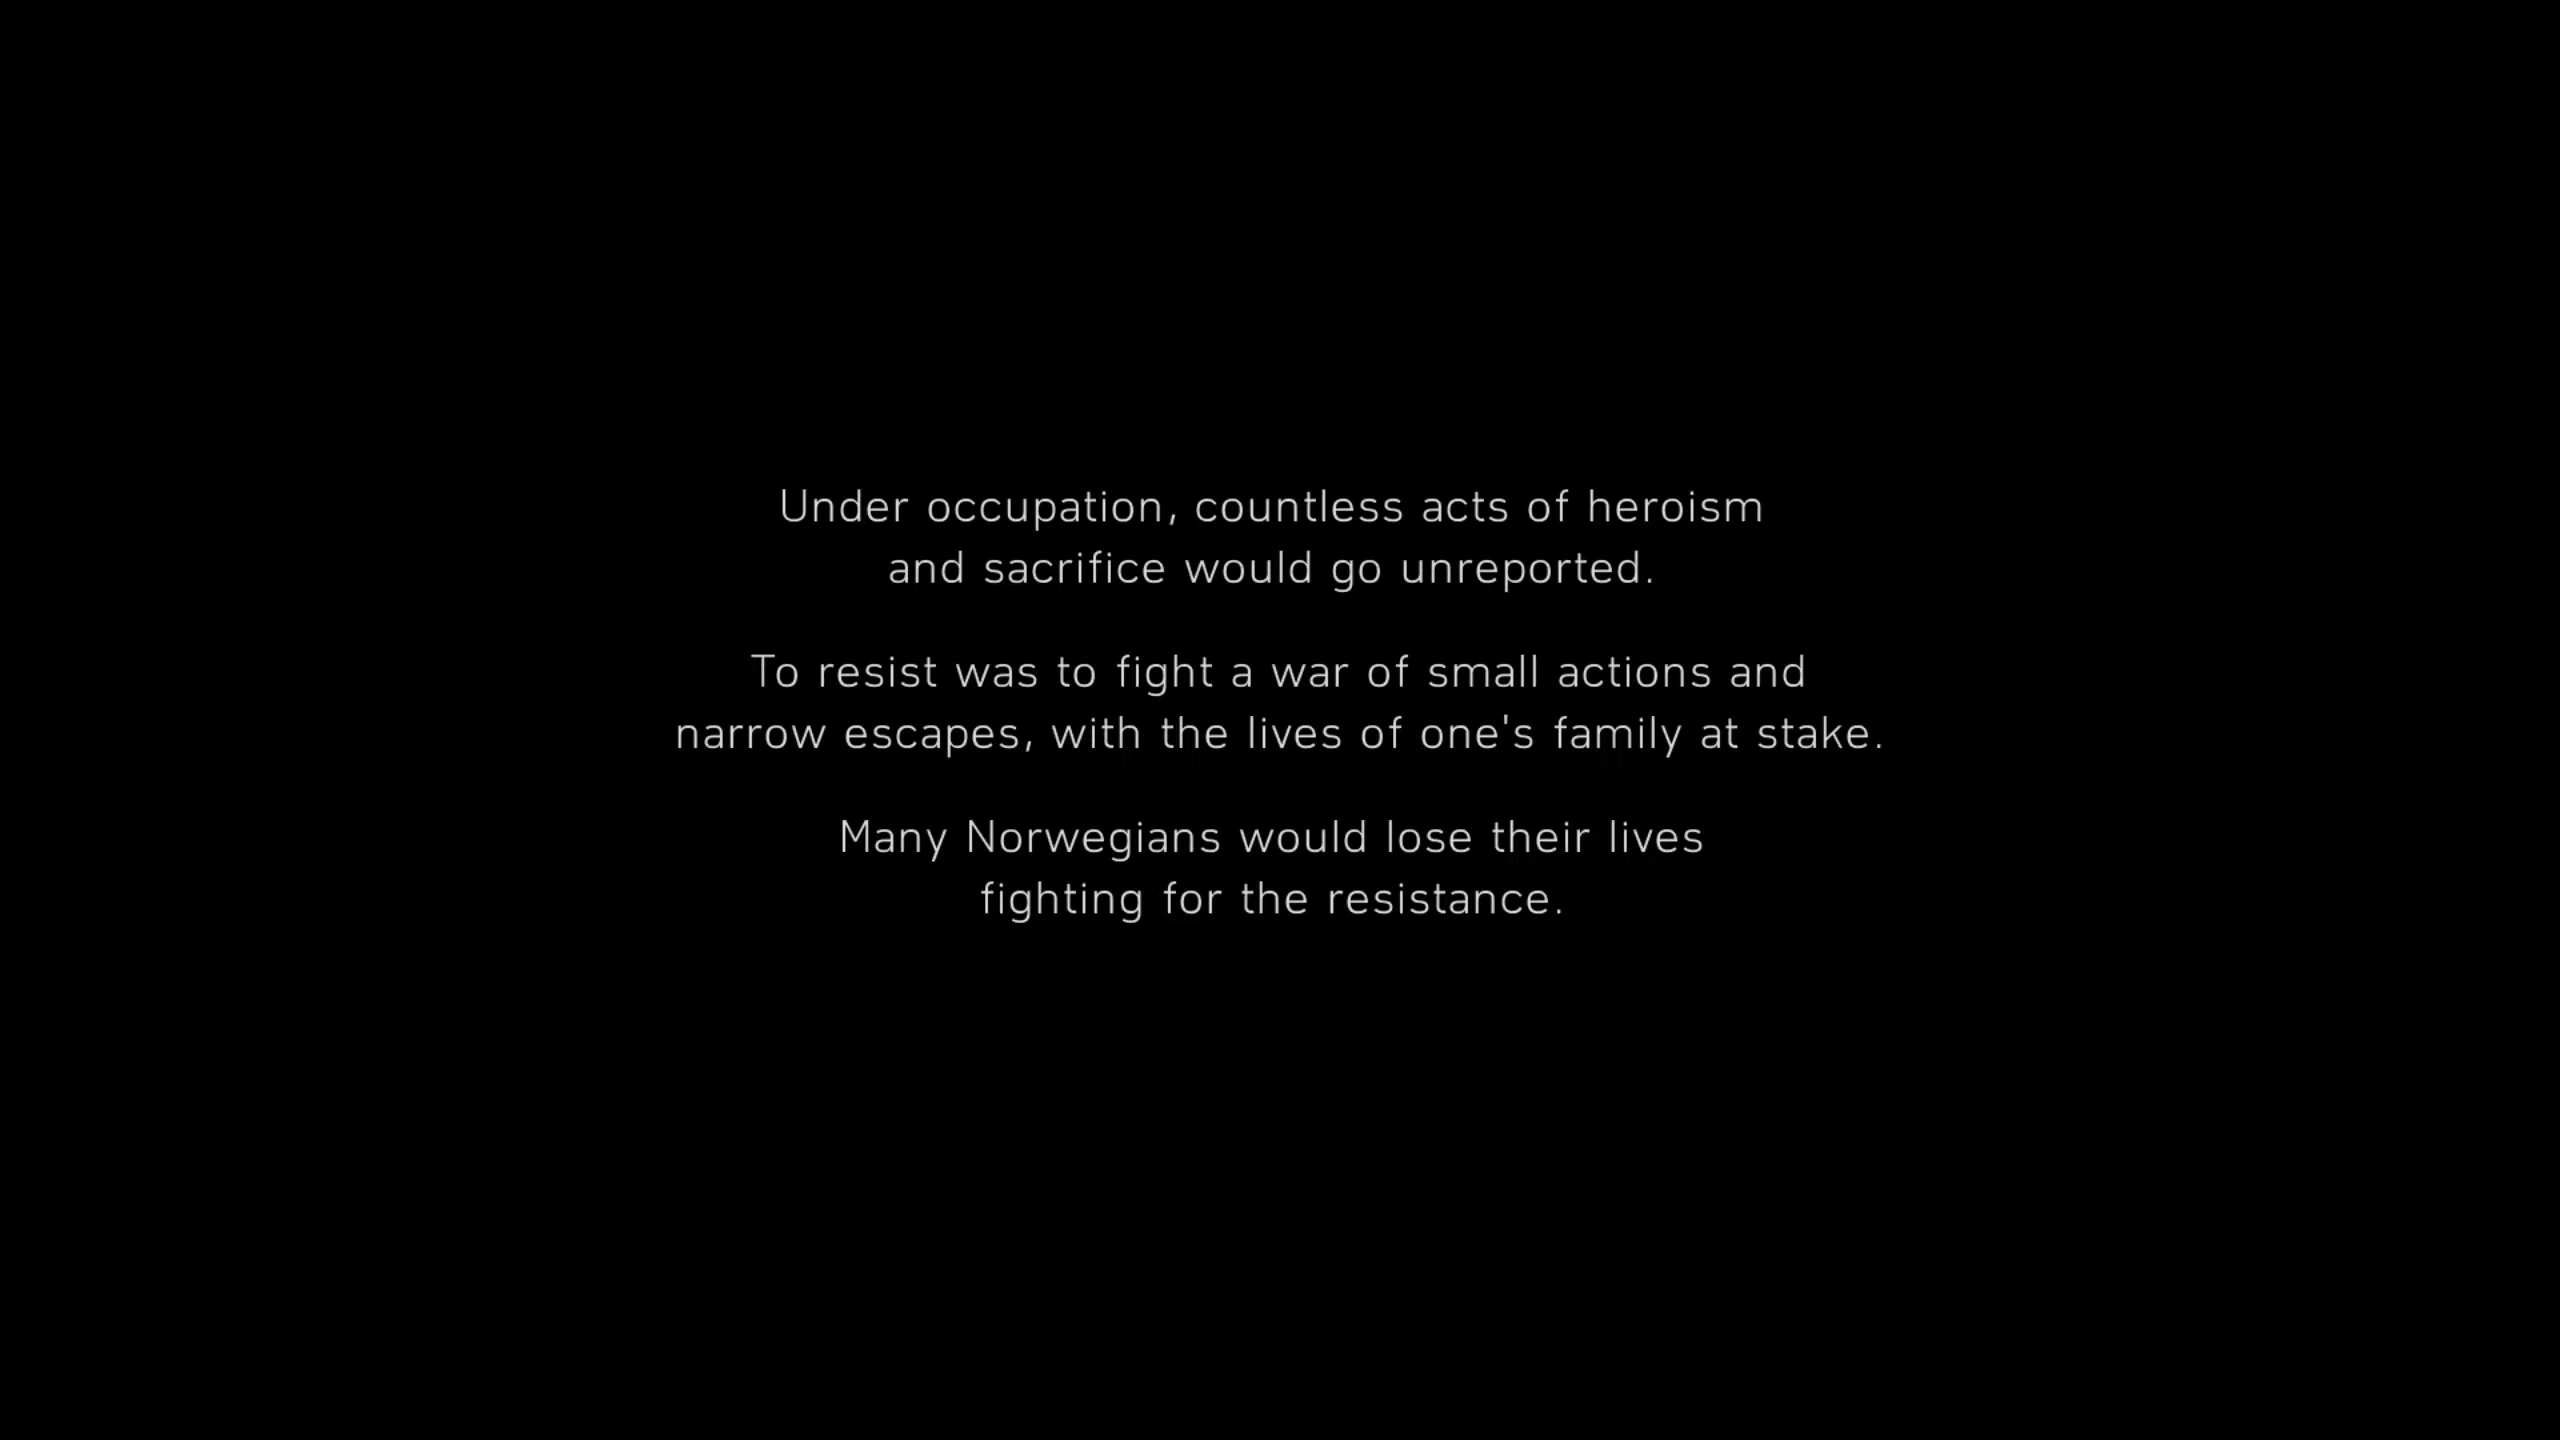 Under occupation, countless acts of heroism
and sacrifice would go unreported.
To resist was to fight a war of small actions and
narrow escapes, with the lives of one's family at stake.
Many Norwegians would lose their lives
fighting for the resistance.